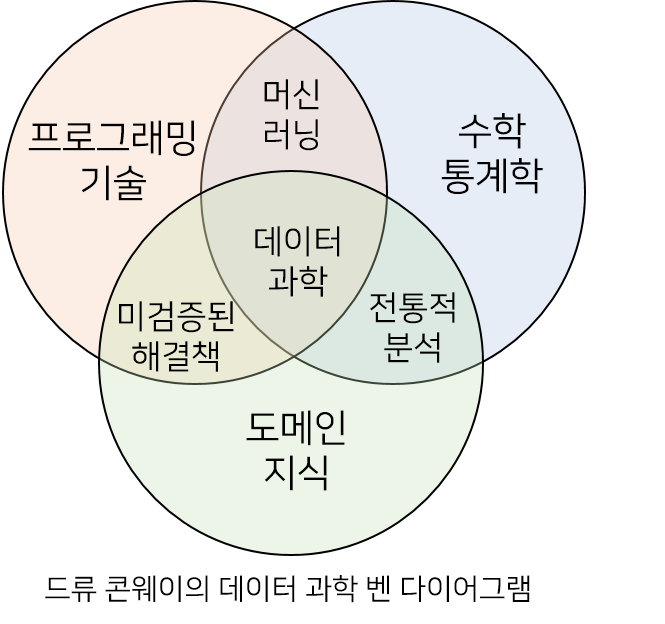 머신
러닝
프로그래밍
기술
수학
통계학
데이터
과학
미검증된
해결책
전통적
분석
도메인
지식
드류 콘웨이의 데이터 과학 벤 다이어그램